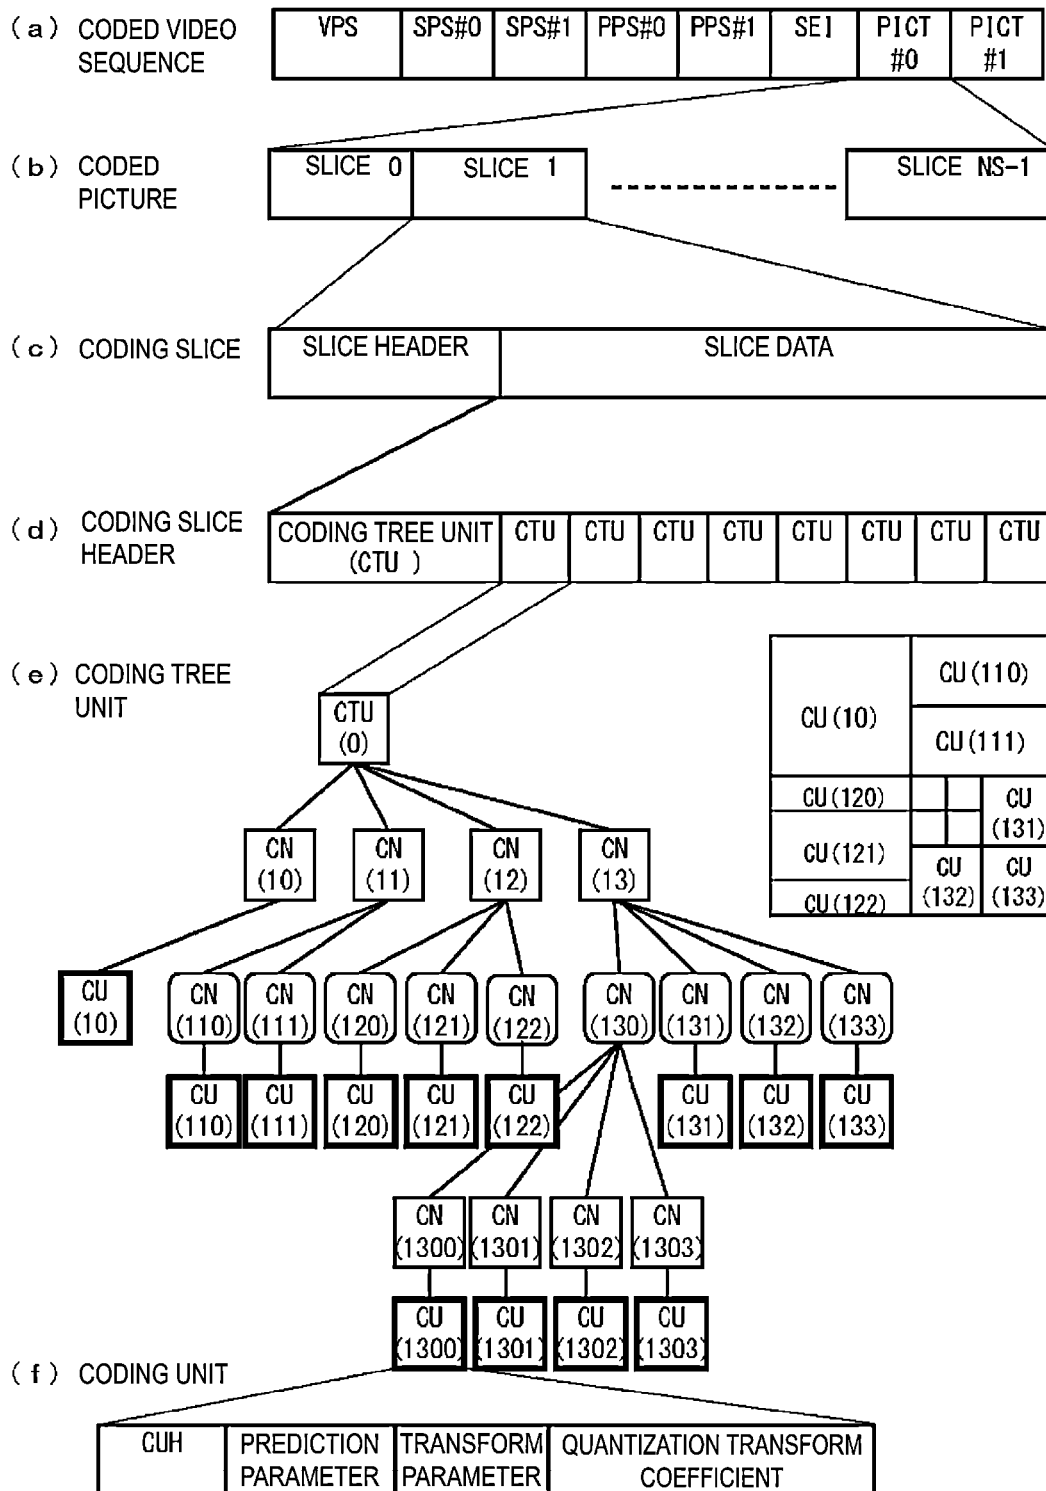 (a) CODED VIDEO SEQUENCE
VPS SPS#0 SPS#1 PPS#0 PPS#1 SEI PICT #0 PICT #1
(b) CODED PICTURE
SLICE 0 SLICE 1 SLICE NS-1
(c) CODING SLICE
SLICE HEADER SLICE DATA
(d) CODING SLICE HEADER
CODING TREE UNIT (CTU ) CTU CTU CTU CTU CTU CTU CTU CTU
(e) CODING TREE UNIT
CU(10) CU(110)
CU(111)
CU(120) CU (131)
CU(121)
CU(122) CU (132) CU (133)
CTU (0)
CN (10) CN (11) CN (12) CN (13)
CU (10) CN (110) CN (111) CN (120) CN (121) CN (122) CN (130) CN (131) CN (132) CN (133)
CU (110) CU (111) CU (120) CU (121) CU (122) CU (131) CU (132) CU (133)
CN (1300) CN (1301) CN (1302) CN (1303)
CU (1300) CU (1301) CU (1302) CU (1303)
(f) CODING UNIT
CUH PREDICTION PARAMETER TRANSFORM PARAMETER QUANTIZATION TRANSFORM COEFFICIENT